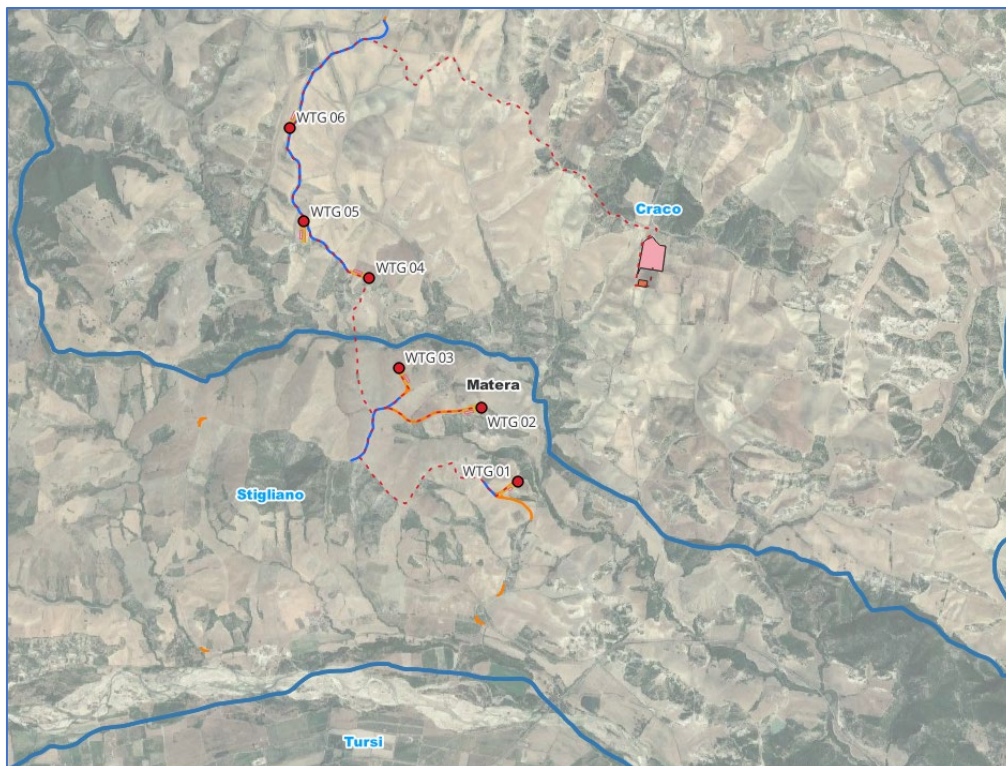 WTG 06
Craco
WTG 05
WTG 04
WTG 03
Matera
WTG 02
WTG 01
Stigliano
Tursi